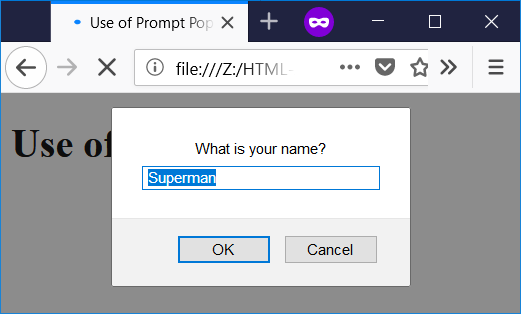 Use of Prompt Pop
file:///Z:/HTML-
Use of
What is your name?
Superman
OK
Cancel